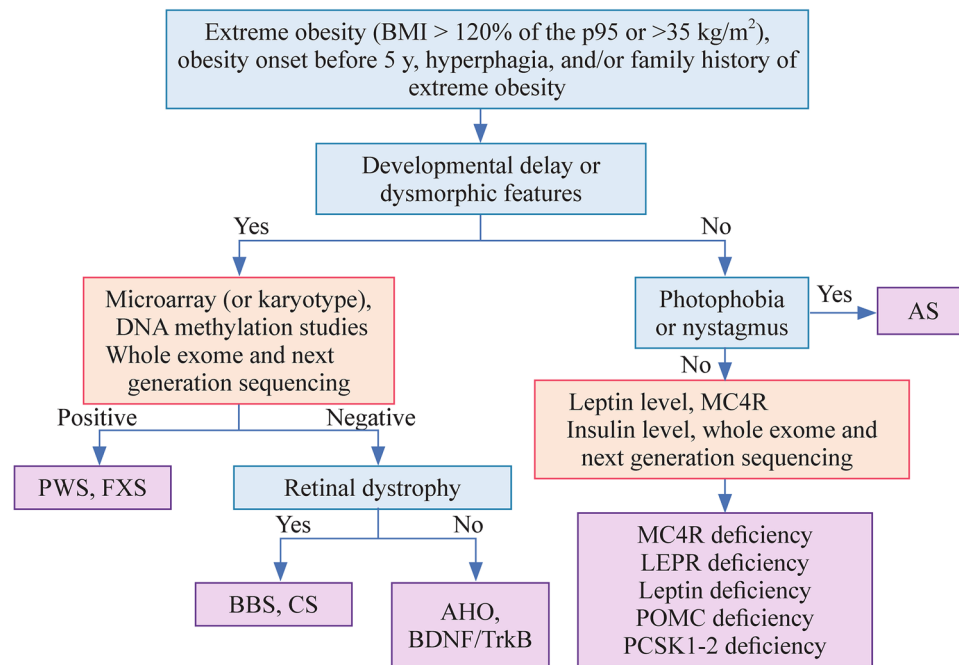 Extreme obesity (BMI > 120% of the p95 or >35 kg/m²),
obesity onset before 5 y, hyperphagia, and/or family history of
extreme obesity
Developmental delay or
dysmorphic features
Yes
No
Microarray (or karyotype),
DNA methylation studies
Whole exome and next
generation sequencing
Photophobia
or nystagmus
Yes
AS
No
Positive
Negative
Leptin level, MC4R
Insulin level, whole exome and
next generation sequencing
PWS, FXS
Retinal dystrophy
Yes
No
BBS, CS
AHO,
BDNF/TrkB
MC4R deficiency
LEPR deficiency
Leptin deficiency
POMC deficiency
PCSK1-2 deficiency